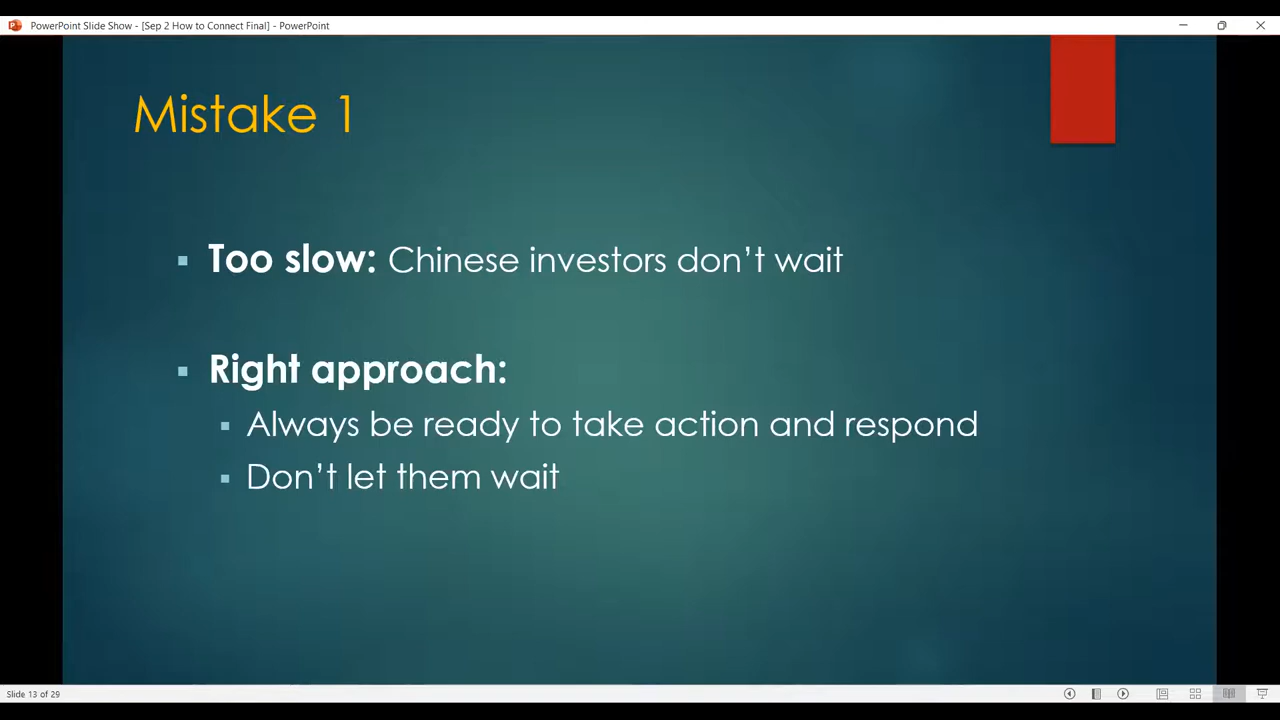 PowerPoint Slide Show - [Sep 2 How to Connect Final] - PowerPoint
Mistake 1
Too slow: Chinese investors don’t wait
Right approach:
Always be ready to take action and respond
Don’t let them wait
Slide 13 of 29